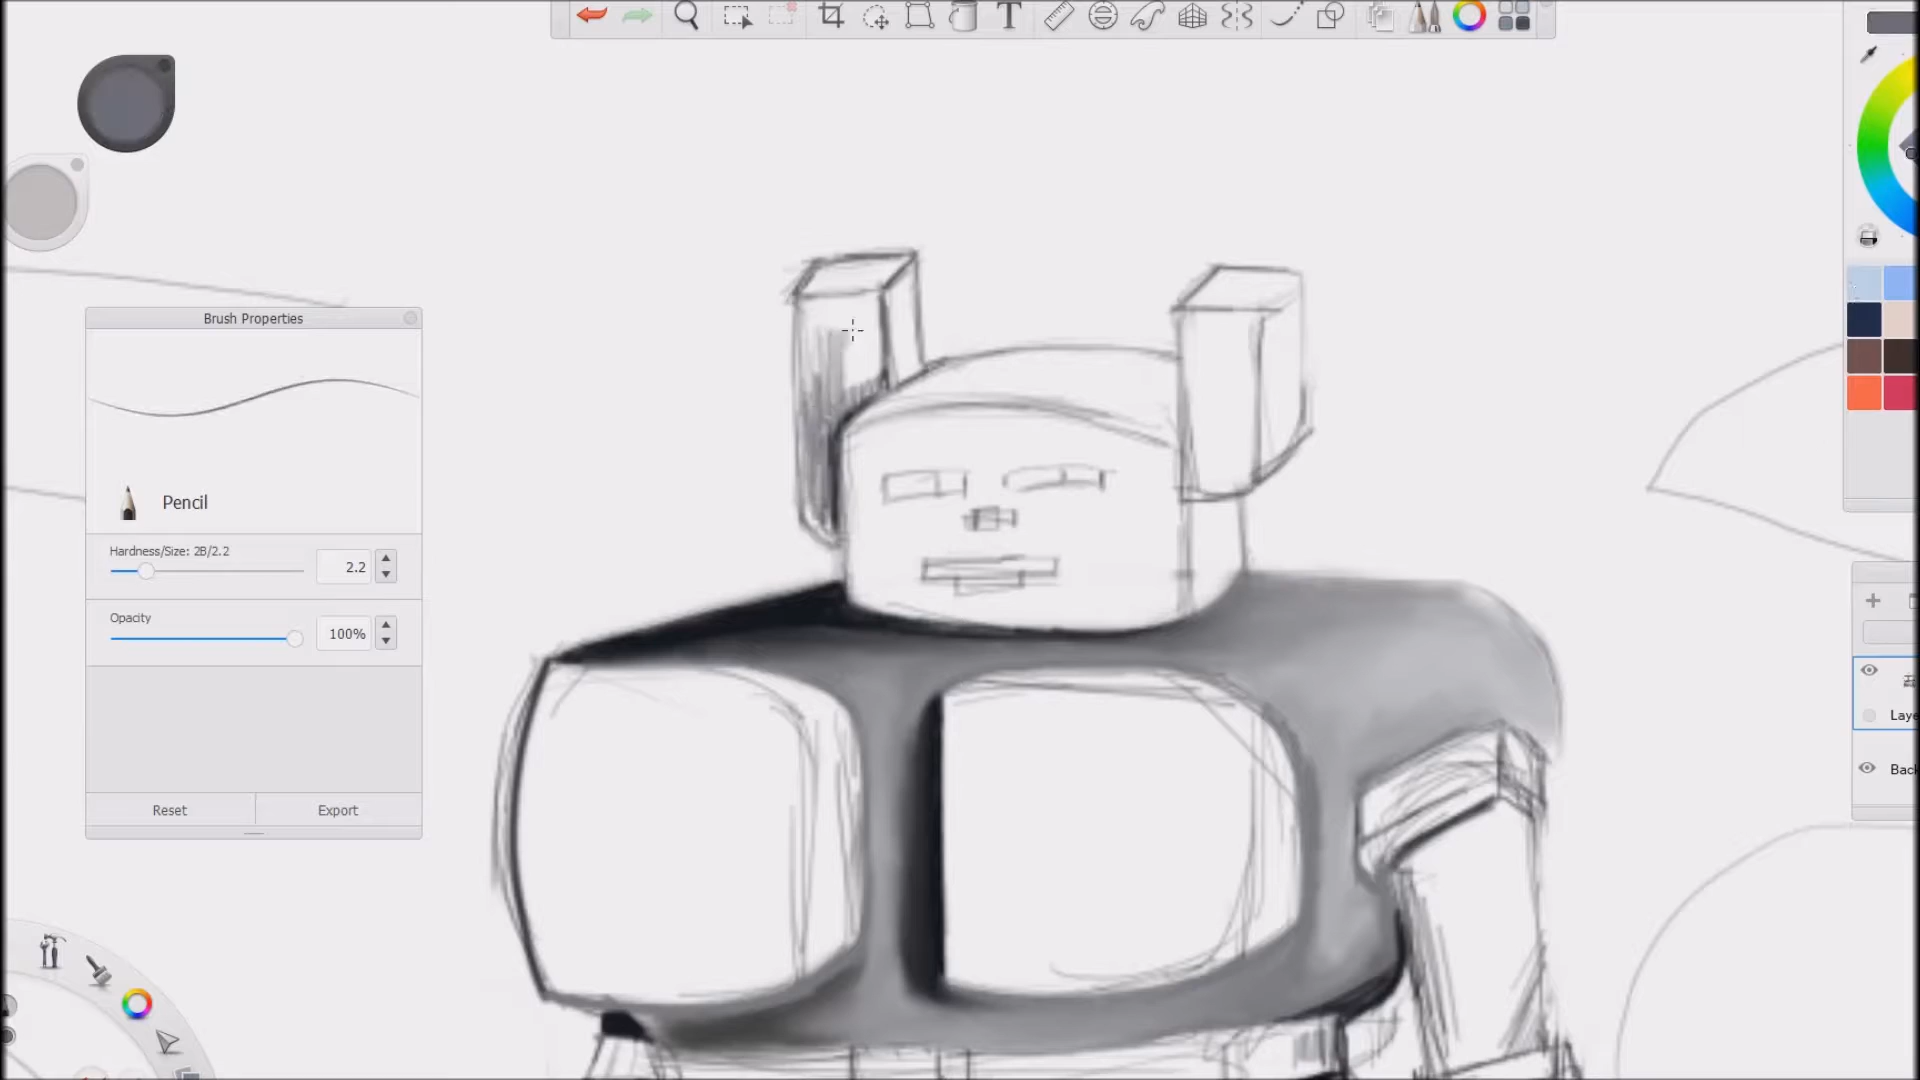 T
Brush Properties
Pencil
Hardness/Size: 2B/2.2
2.2
Opacity
100%
Reset
Export
Laye
Back